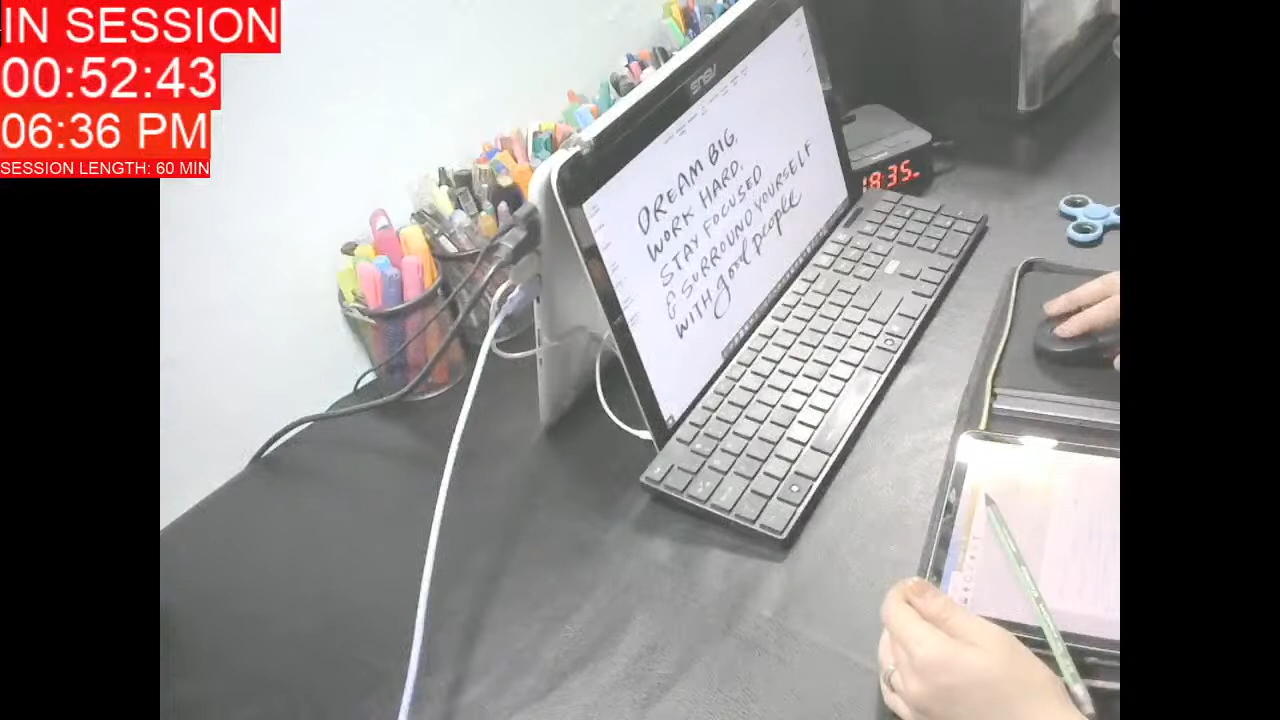 IN SESSION
00:52:43
06:36 PM
SESSION LENGTH: 60 MIN
ASUS
DREAM BIG,
WORK HARD,
STAY FOCUSED
& SURROUND YOURSELF
WITH good people
18:35